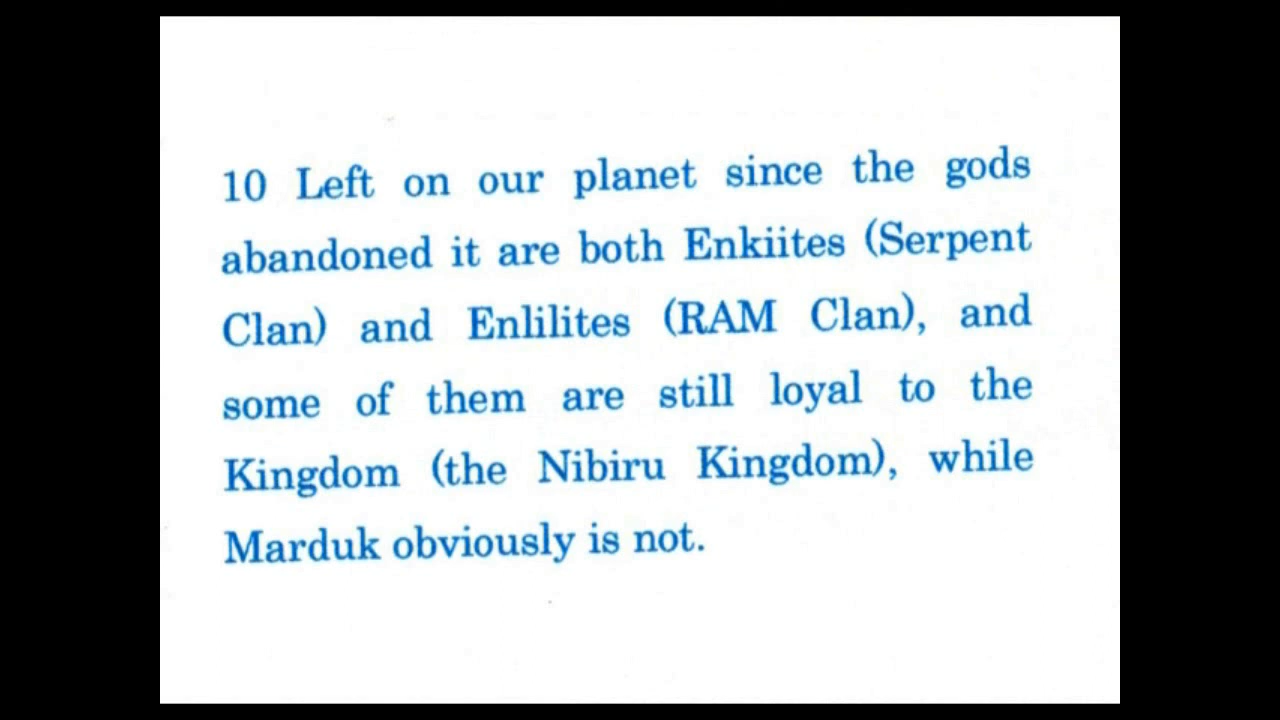 10 Left on our planet since the gods
abandoned it are both Enkiites (Serpent
Clan) and Enlilites (RAM Clan), and
some of them are still loyal to the
Kingdom (the Nibiru Kingdom), while
Marduk obviously is not.